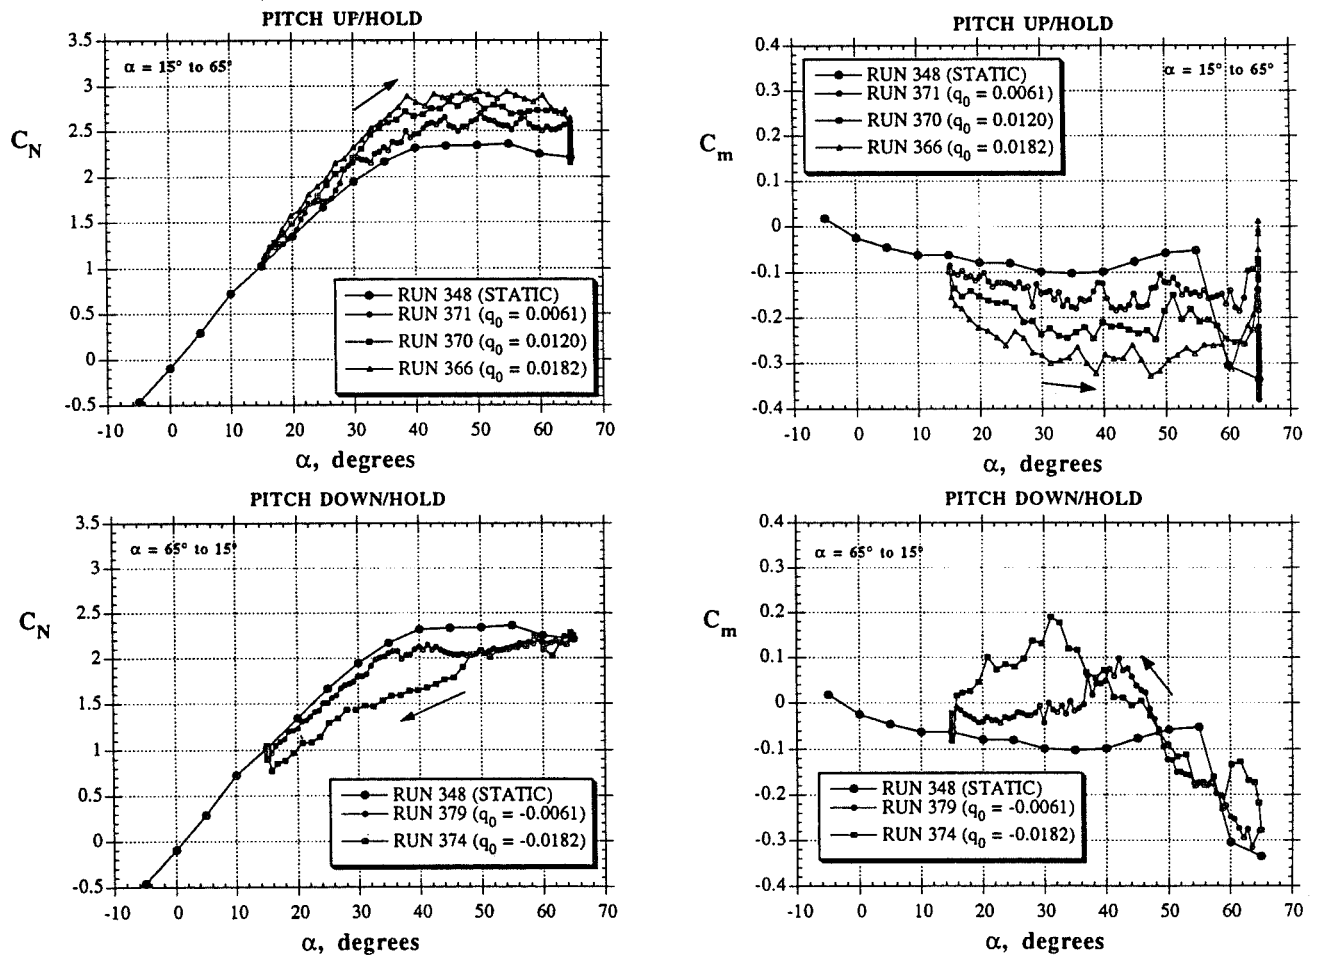 PITCH UP/HOLD
3.5
3
2.5
2
1.5
1
0.5
0
-0.5
C_N
α = 15° to 65°
RUN 348 (STATIC)
RUN 371 (q_0 = 0.0061)
RUN 370 (q_0 = 0.0120)
RUN 366 (q_0 = 0.0182)
-10 0 10 20 30 40 50 60 70
α, degrees
PITCH UP/HOLD
0.4
0.3
0.2
0.1
0
-0.1
-0.2
-0.3
-0.4
C_m
RUN 348 (STATIC)
RUN 371 (q_0 = 0.0061)
RUN 370 (q_0 = 0.0120)
RUN 366 (q_0 = 0.0182)
α = 15° to 65°
-10 0 10 20 30 40 50 60 70
α, degrees
PITCH DOWN/HOLD
3.5
3
2.5
2
1.5
1
0.5
0
-0.5
C_N
α = 65° to 15°
RUN 348 (STATIC)
RUN 379 (q_0 = -0.0061)
RUN 374 (q_0 = -0.0182)
-10 0 10 20 30 40 50 60 70
α, degrees
PITCH DOWN/HOLD
0.4
0.3
0.2
0.1
0
-0.1
-0.2
-0.3
-0.4
C_m
α = 65° to 15°
RUN 348 (STATIC)
RUN 379 (q_0 = -0.0061)
RUN 374 (q_0 = -0.0182)
-10 0 10 20 30 40 50 60 70
α, degrees